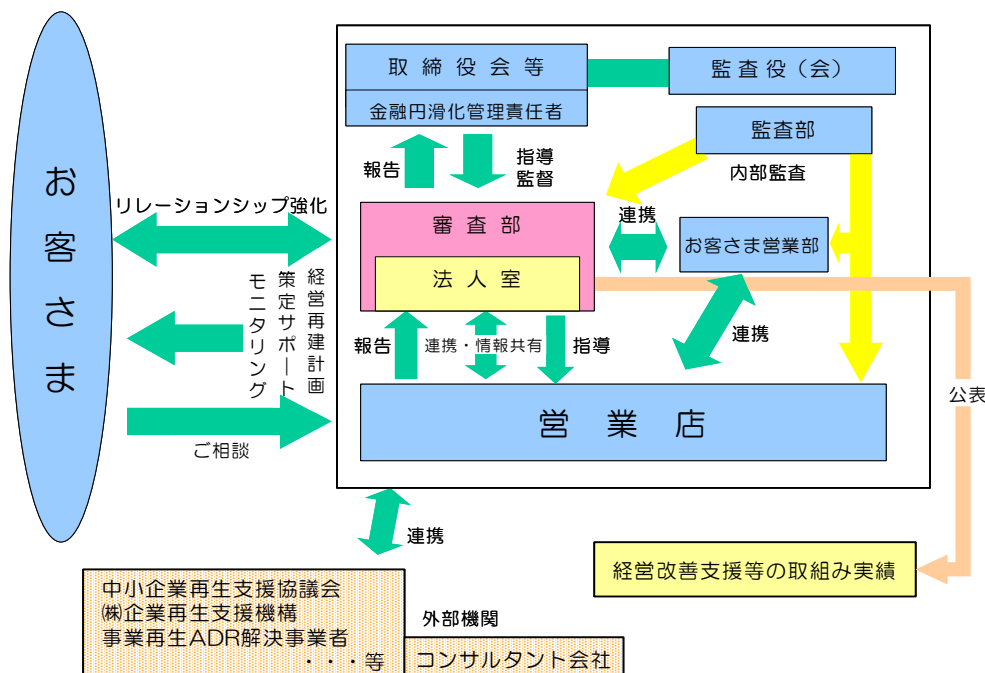 取締役会等
監査役（会）
金融円滑化管理責任者
監査部
報告
指導
監督
内部監査
お客さま
リレーションシップ強化
審査部
連携
お客さま営業部
法人室
経営再建計画
策定サポート
モニタリング
報告
連携・情報共有
指導
連携
公表
営業店
ご相談
連携
経営改善支援等の取組み実績
中小企業再生支援協議会
㈱企業再生支援機構
事業再生ADR解決事業者
・・・等
外部機関
コンサルタント会社